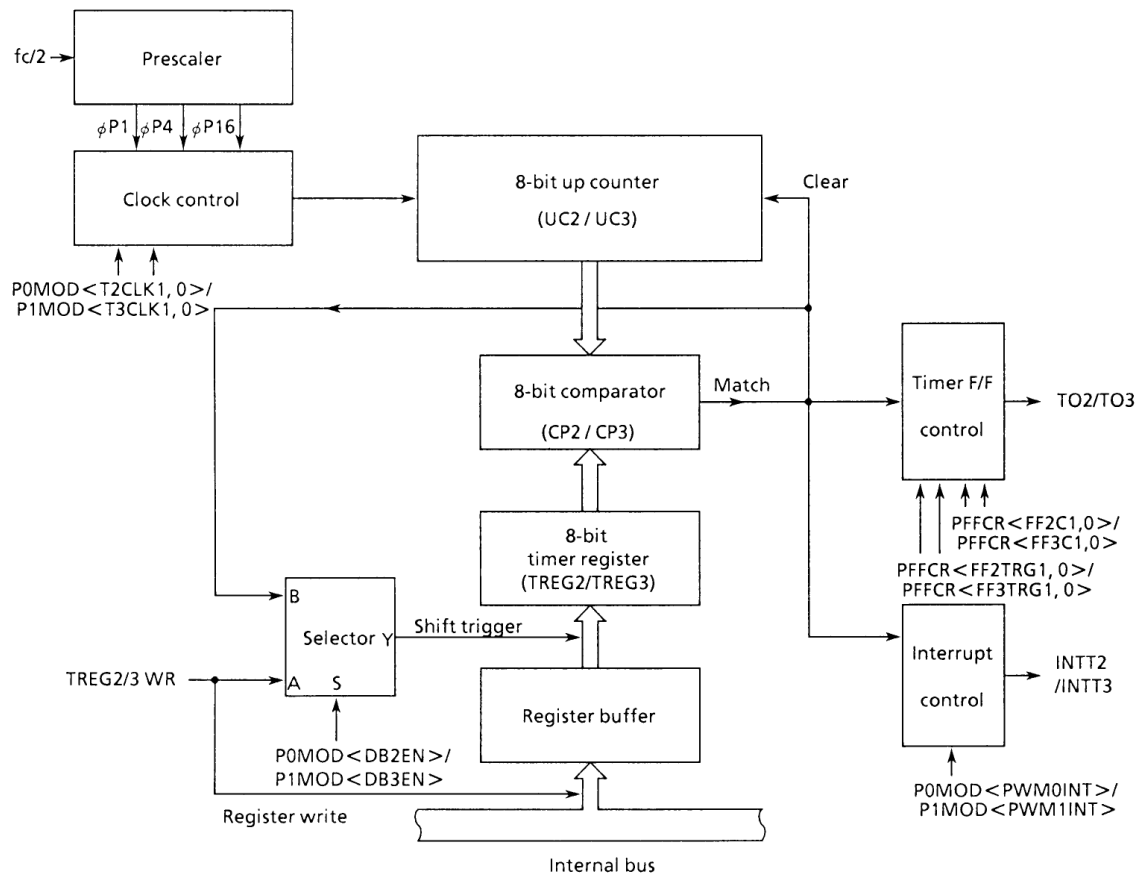 fc/2
Prescaler
φP1 φP4 φP16
Clock control
P0MOD<T2CLK1, 0>/
P1MOD<T3CLK1, 0>
8-bit up counter
(UC2 / UC3)
Clear
8-bit comparator
(CP2 / CP3)
Match
Timer F/F
control
TO2/TO3
PFFCR<FF2C1,0>/
PFFCR<FF3C1,0>
PFFCR<FF2TRG1, 0>/
PFFCR<FF3TRG1, 0>
8-bit
timer register
(TREG2/TREG3)
B
Selector Y
A S
Shift trigger
TREG2/3 WR
P0MOD<DB2EN>/
P1MOD<DB3EN>
Register buffer
Register write
Internal bus
Interrupt
control
INTT2
/INTT3
P0MOD<PWM0INT>/
P1MOD<PWM1INT>